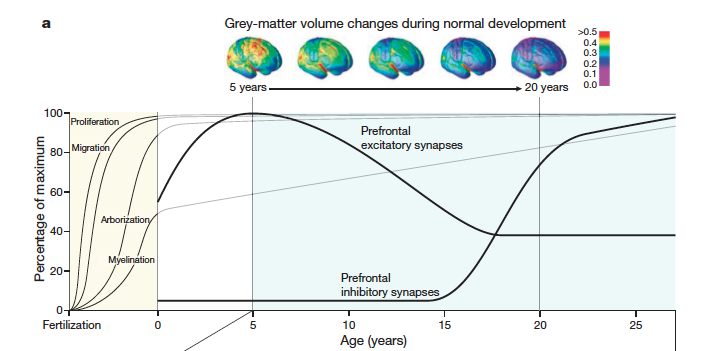 a
Grey-matter volume changes during normal development
>0.5
0.4
0.3
0.2
0.1
0.0
5 years
20 years
Percentage of maximum
100
80
60
40
20
0
Proliferation
Migration
Arborization
Myelination
Prefrontal
excitatory synapses
Prefrontal
inhibitory synapses
Fertilization
0
5
10
15
20
25
Age (years)